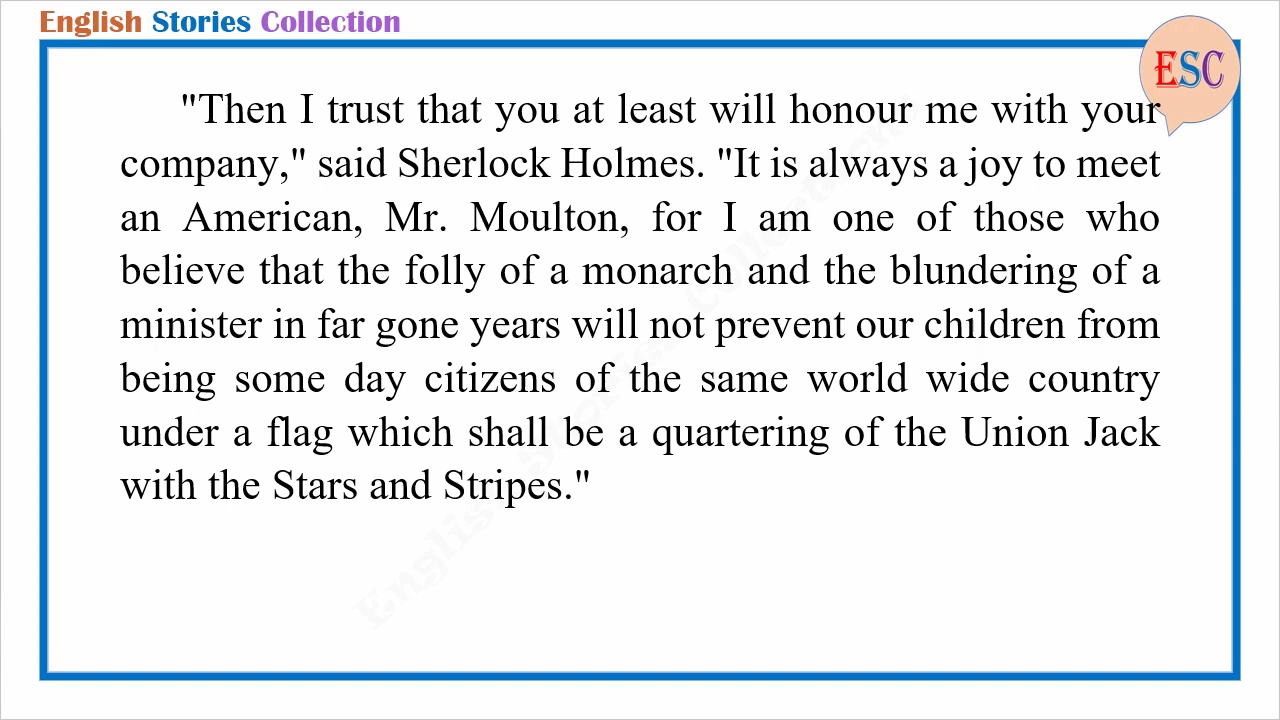 English Stories Collection
ESC
"Then I trust that you at least will honour me with your
company," said Sherlock Holmes. "It is always a joy to meet
an American, Mr. Moulton, for I am one of those who
believe that the folly of a monarch and the blundering of a
minister in far gone years will not prevent our children from
being some day citizens of the same world wide country
under a flag which shall be a quartering of the Union Jack
with the Stars and Stripes."
English Stories Collections